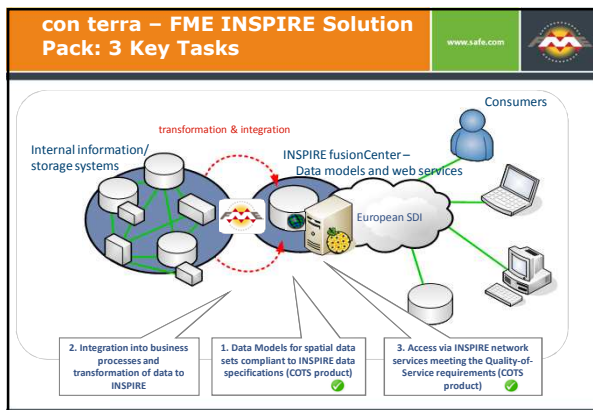 con terra – FME INSPIRE Solution
Pack: 3 Key Tasks
www.safe.com
Consumers
transformation & integration
Internal information/
storage systems
INSPIRE fusionCenter –
Data models and web services
FME
European SDI
2. Integration into business
processes and
transformation of data to
INSPIRE
1. Data Models for spatial data
sets compliant to INSPIRE data
specifications (COTS product)
3. Access via INSPIRE network
services meeting the Quality-of-
Service requirements (COTS
product)